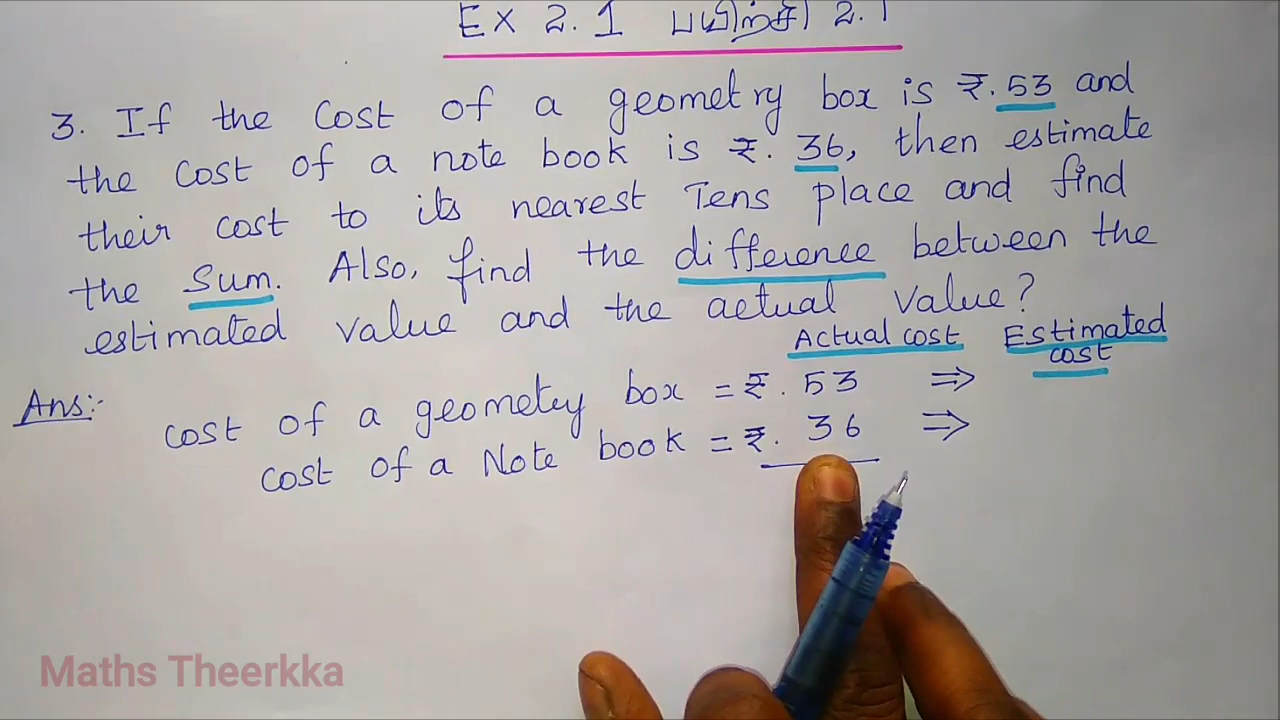 Ex 2.1 பயிற்சி 2.1
3. If the Cost of a geometry box is ₹.53 and
the Cost of a note book is ₹. 36, then estimate
their cost to its nearest Tens place and find
the Sum. Also, find the difference between the
estimated value and the actual value?
Actual cost Estimated
cost
Ans:-
cost of a geometry box = ₹. 53 ⇒
cost of a Note book = ₹. 36 ⇒
Maths Theerkka